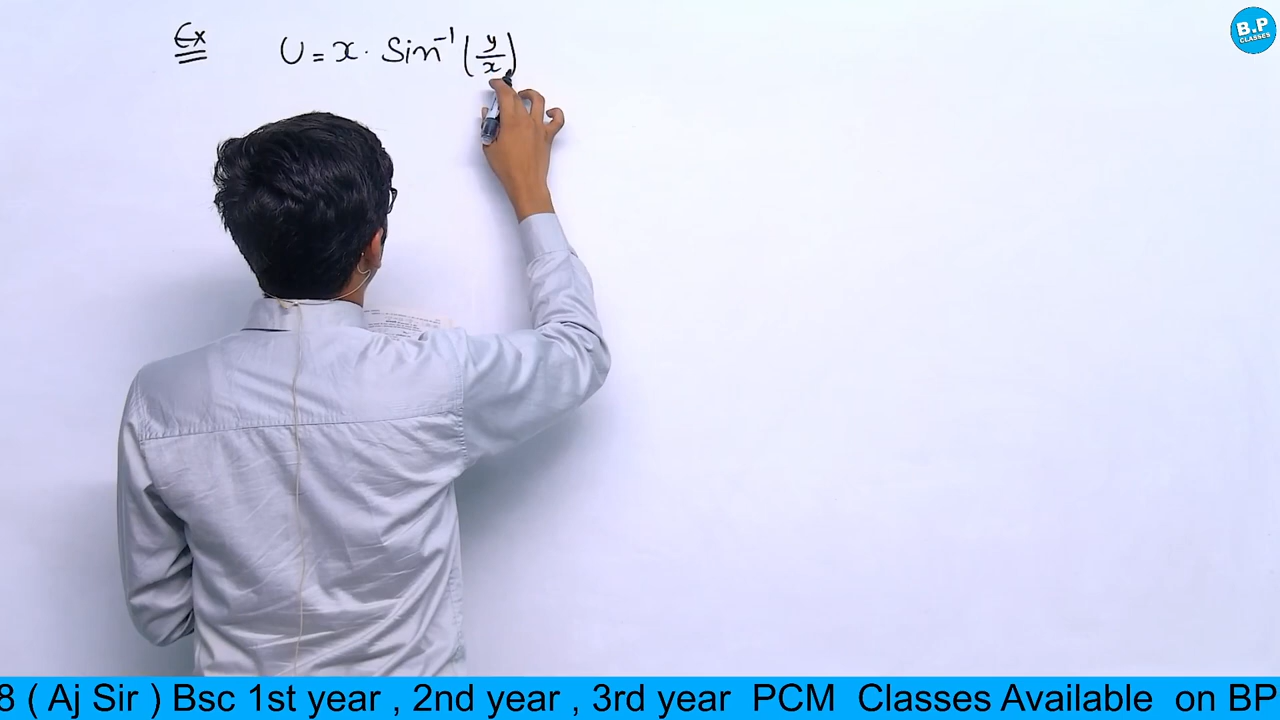 Ex U = x · Sin⁻¹ (y/x)
B.P
CLASSES
8 ( Aj Sir ) Bsc 1st year , 2nd year , 3rd year PCM Classes Available on BP